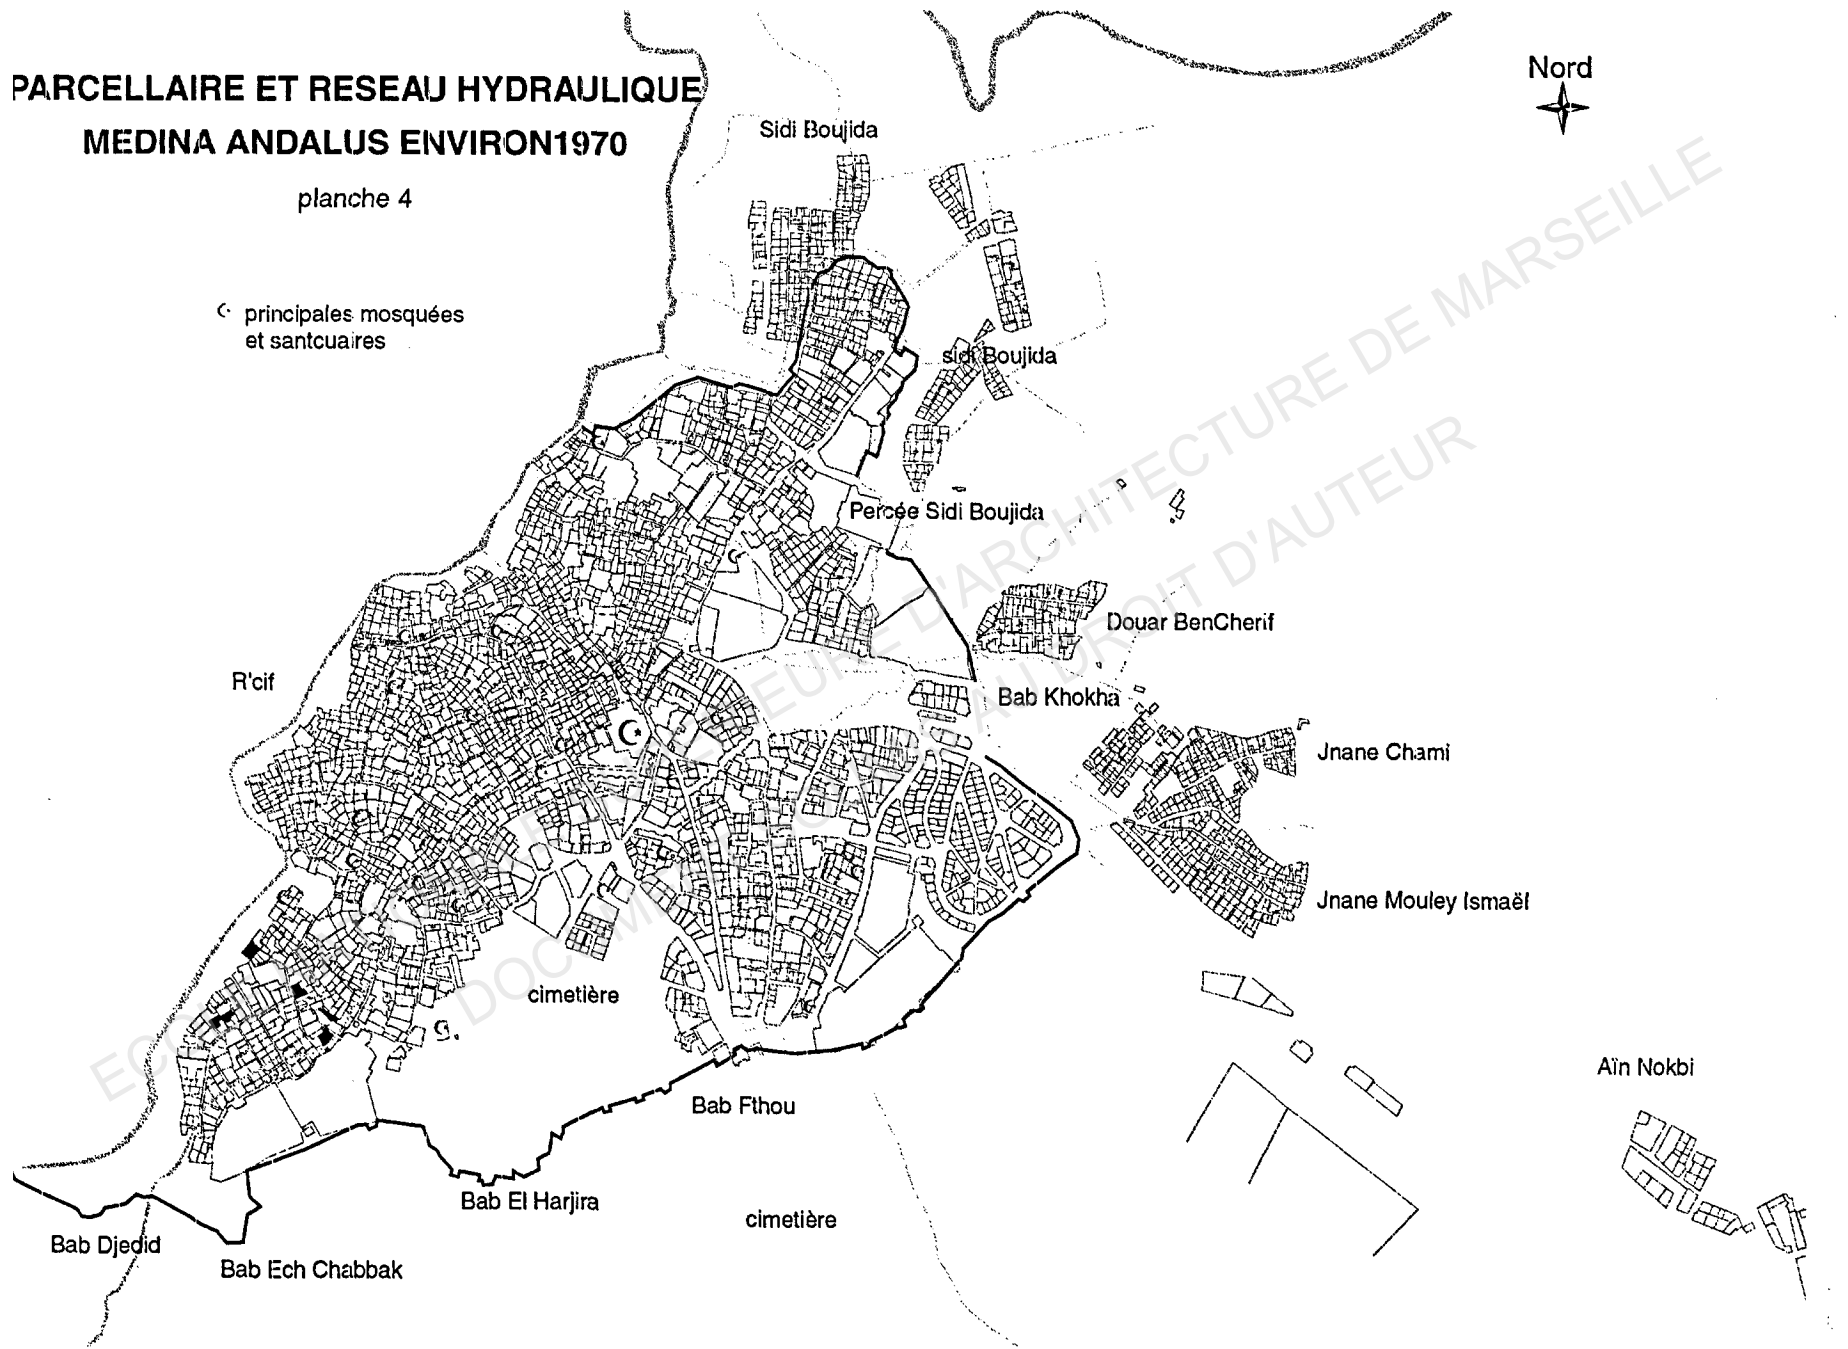 PARCELLAIRE ET RESEAU HYDRAULIQUE
MEDINA ANDALUS ENVIRON1970
planche 4
Nord
principales mosquées
et santcuaires
Sidi Boujida
sidi Boujida
Percée Sidi Boujida
Douar BenCherif
R'cif
Bab Khokha
Jnane Chami
Jnane Mouley Ismaël
cimetière
Aïn Nokbi
Bab Fthou
Bab El Harjira
cimetière
Bab Djedid
Bab Ech Chabbak
ECOLE NATIONALE SUPERIEURE D'ARCHITECTURE DE MARSEILLE
DOCUMENT SOUMIS AU DROIT D'AUTEUR